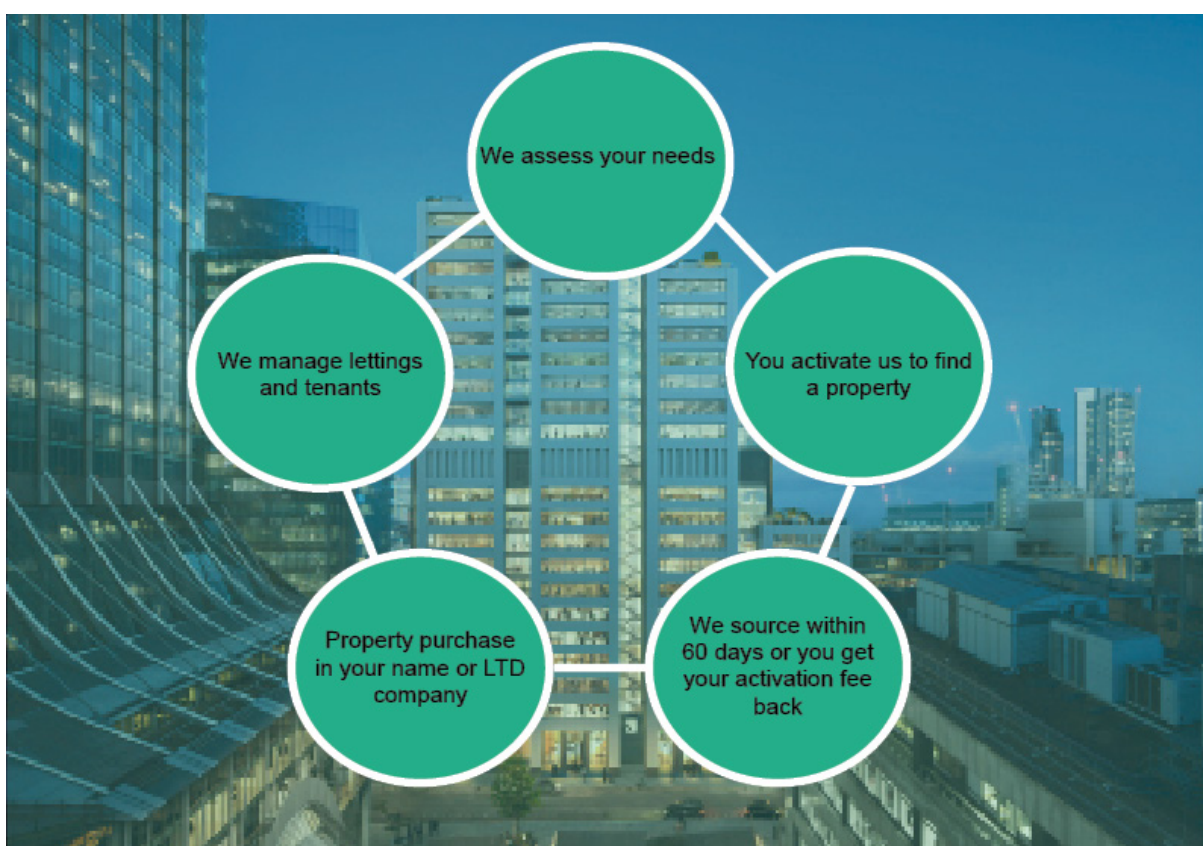 We assess your needs
You activate us to find
a property
We source within
60 days or you get
your activation fee
back
Property purchase
in your name or LTD
company
We manage lettings
and tenants